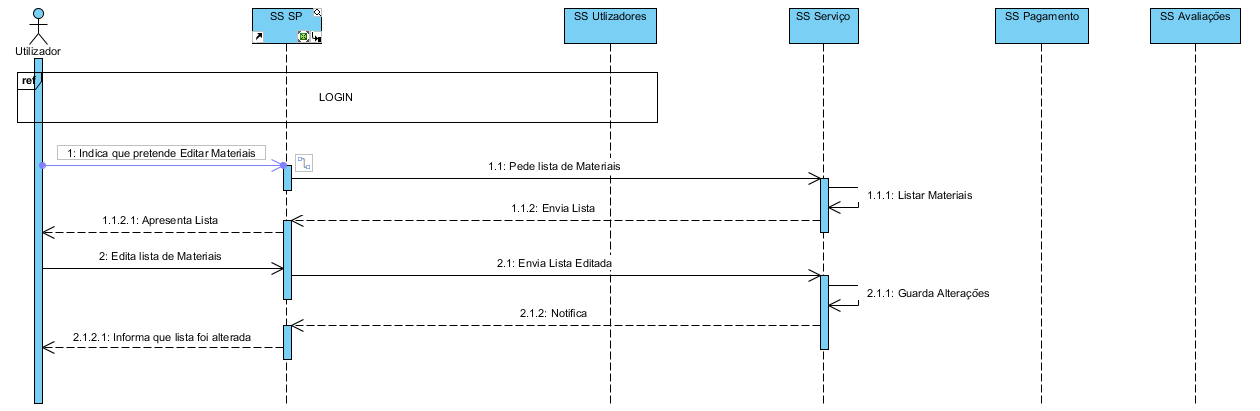 SS SP
SS Utlizadores
SS Serviço
SS Pagamento
SS Avaliações
Utilizador
ref
LOGIN
1: Indica que pretende Editar Materiais
1.1: Pede lista de Materiais
1.1.1: Listar Materiais
1.1.2: Envia Lista
1.1.2.1: Apresenta Lista
2: Edita lista de Materiais
2.1: Envia Lista Editada
2.1.1: Guarda Alterações
2.1.2: Notifica
2.1.2.1: Informa que lista foi alterada